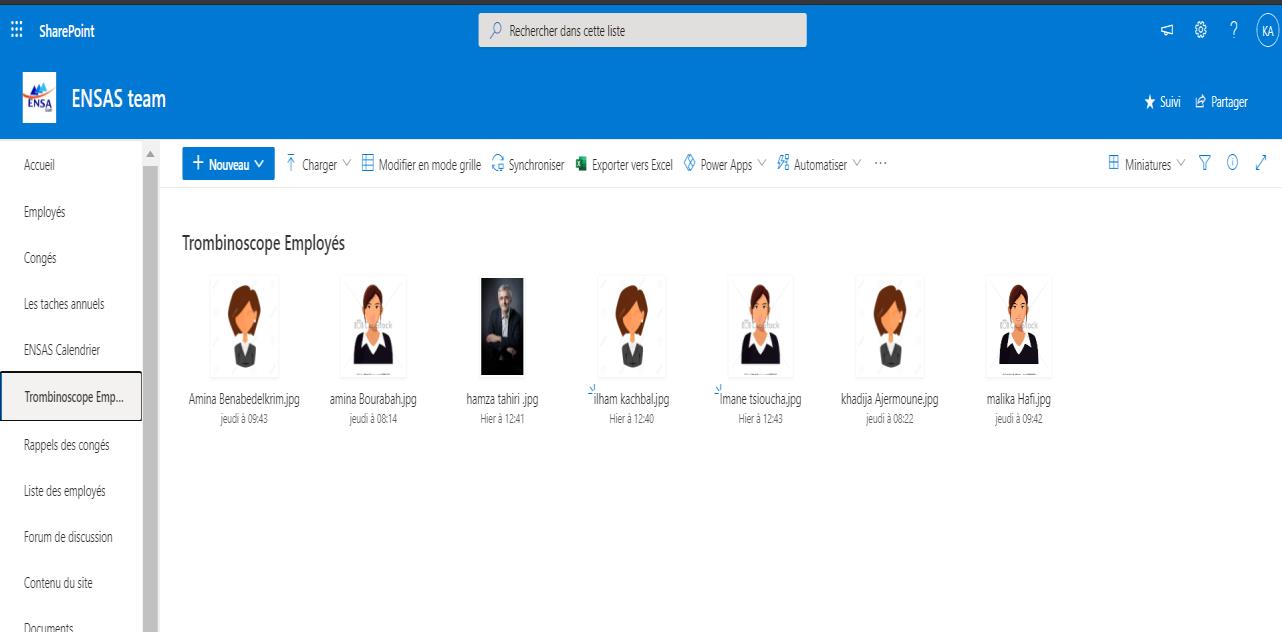 SharePoint
Rechercher dans cette liste
KA
ENSA
ENSAS team
Suivi
Partager
Accueil
Employés
Congés
Les taches annuels
ENSAS Calendrier
Trombinoscope Emp...
Rappels des congés
Liste des employés
Forum de discussion
Contenu du site
Documents
+ Nouveau
Charger
Modifier en mode grille
Synchroniser
Exporter vers Excel
Power Apps
Automatiser
...
Miniatures
Trombinoscope Employés
Amina Benabedelkrim.jpg
jeudi à 09:43
amina Bourabah.jpg
jeudi à 08:14
hamza tahiri .jpg
Hier à 12:41
ilham kachbal.jpg
Hier à 12:40
Imane tsioucha.jpg
Hier à 12:43
khadija Ajermoune.jpg
jeudi à 08:22
malika Hafi.jpg
jeudi à 09:42